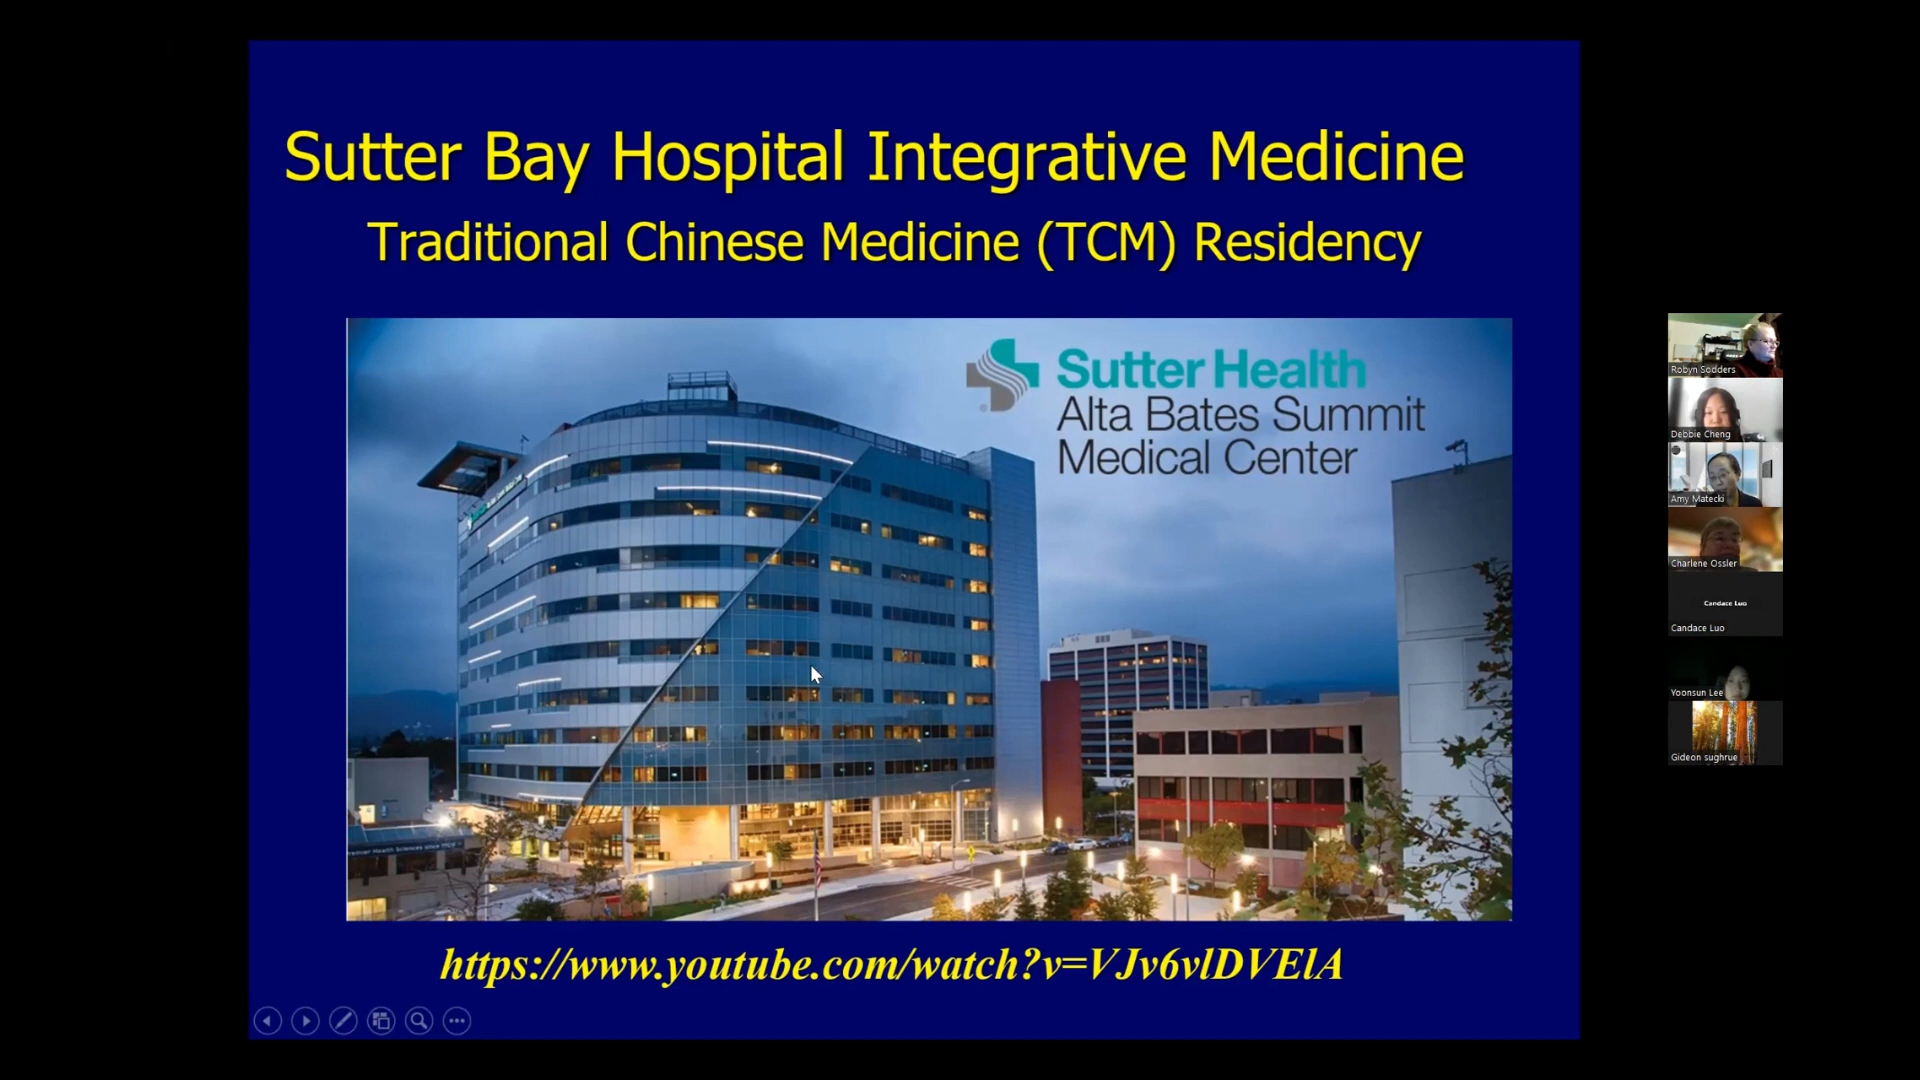 Sutter Bay Hospital Integrative Medicine
Traditional Chinese Medicine (TCM) Residency
Sutter Health
Alta Bates Summit
Medical Center
https://www.youtube.com/watch?v=VJv6vlDVElA
Robyn Sodders
Debbie Cheng
Amy Matecki
Charlene Ossler
Candace Luo
Candace Luo
Yoonsun Lee
Gideon sughrue